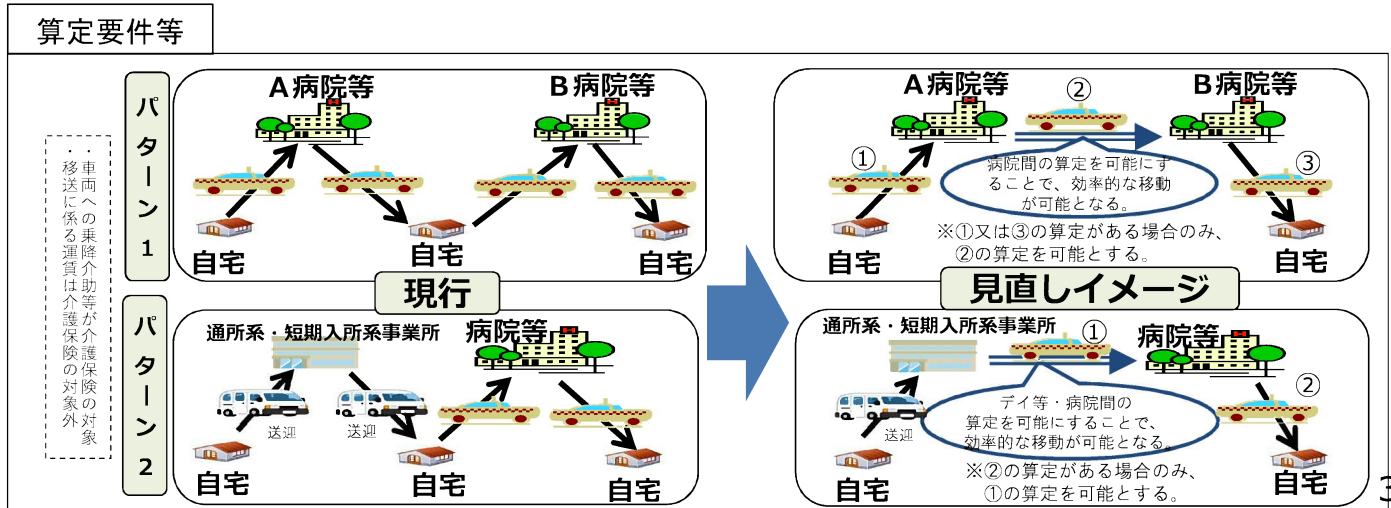 算定要件等
・車両への乗降介助等が介護保険の対象
・移送に係る運賃は介護保険の対象外
パターン1
A病院等
B病院等
自宅
自宅
自宅
現行
A病院等
②
B病院等
①
病院間の算定を可能にす
ることで、効率的な移動
が可能となる。
③
※①又は③の算定がある場合のみ、
②の算定を可能とする。
自宅
自宅
見直しイメージ
パターン2
通所系・短期入所系事業所
病院等
送迎
送迎
自宅
自宅
自宅
通所系・短期入所系事業所
①
病院等
②
送迎
デイ等・病院間の
算定を可能にすることで、
効率的な移動が可能となる。
※②の算定がある場合のみ、
①の算定を可能とする。
自宅
自宅
3